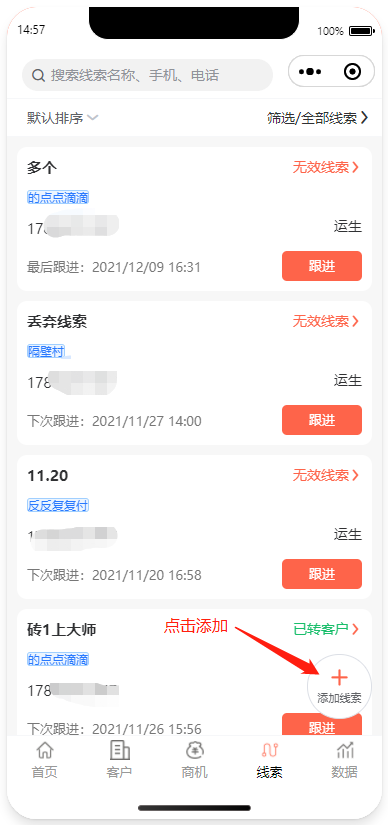 14:57
100%
搜索线索名称、手机、电话
默认排序
筛选/全部线索
多个
无效线索
的点点滴滴
178
运生
最后跟进：2021/12/09 16:31
跟进
丢弃线索
无效线索
隔壁村
178
运生
下次跟进：2021/11/27 14:00
跟进
11.20
无效线索
反反复复付
1
运生
下次跟进：2021/11/20 16:58
跟进
砖1上大师
点击添加
已转客户
的点点滴滴
178
添加线索
下次跟进：2021/11/26 15:56
跟进
首页
客户
商机
线索
数据